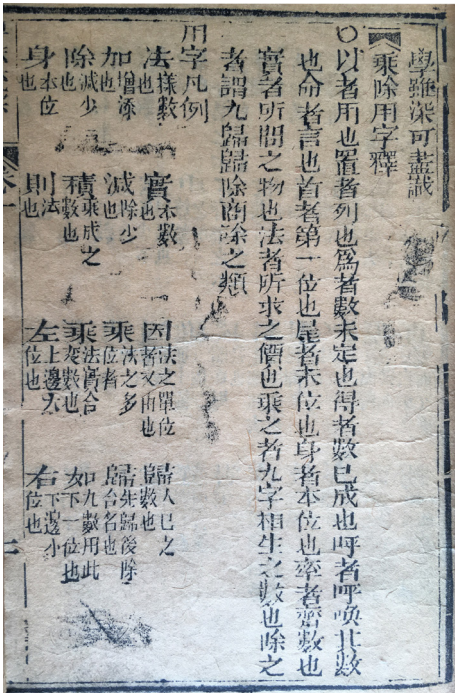 學難深可盡識
乘除用字釋
〇以者用也置者列也爲者數未定也得者數已成也呼者呼喚其數
也命者言也首者第一位也尾者末位也身者本位也率者齊數也
實者所問之物也法者所求之價也乘之者九字相生之數也除之
者謂九歸歸除商除之類
用字凡例
法樣數也 實本數也 因法之單位者又由也 歸人已之數也
加增添也 減除少也 乘法之多位者 歸先歸後除名也
除減少也 積乘成之數也 乘法實合變數也 如九數用此下一位也
身本位也 則法也 左上邊大位也 右下邊小位也